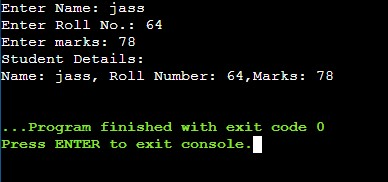 Enter Name: jass
Enter Roll No.: 64
Enter marks: 78
Student Details:
Name: jass, Roll Number: 64,Marks: 78
...Program finished with exit code 0
Press ENTER to exit console.